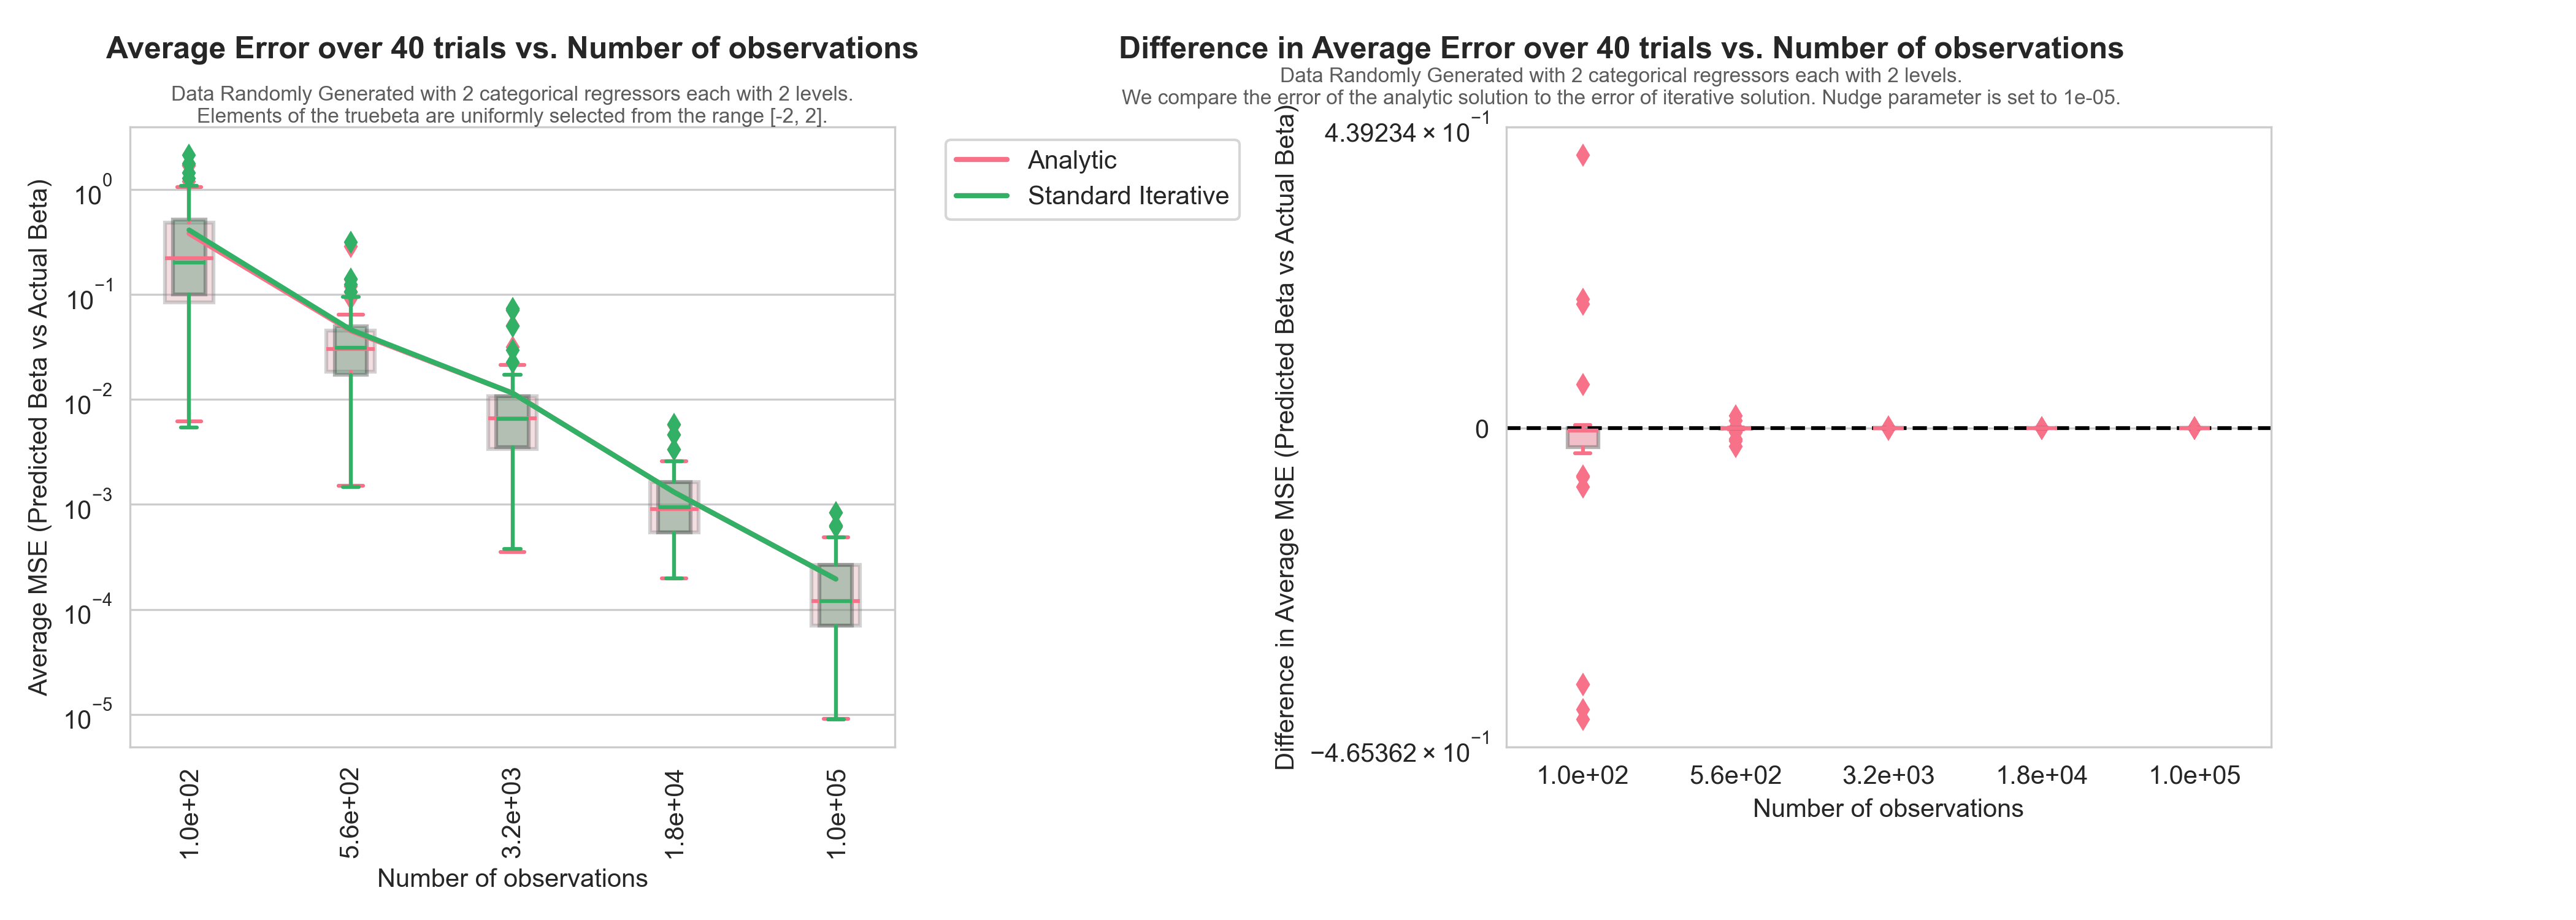 Average Error over 40 trials vs. Number of observations
Data Randomly Generated with 2 categorical regressors each with 2 levels.
Elements of the truebeta are uniformly selected from the range [-2, 2].
Average MSE (Predicted Beta vs Actual Beta)
10^0
10^−1
10^−2
10^−3
10^−4
10^−5
1.0e+02
5.6e+02
3.2e+03
1.8e+04
1.0e+05
Number of observations
Analytic
Standard Iterative
Difference in Average Error over 40 trials vs. Number of observations
Data Randomly Generated with 2 categorical regressors each with 2 levels.
We compare the error of the analytic solution to the error of iterative solution. Nudge parameter is set to 1e-05.
Difference in Average MSE (Predicted Beta vs Actual Beta)
4.39234 × 10^−1
0
−4.65362 × 10^−1
1.0e+02 5.6e+02 3.2e+03 1.8e+04 1.0e+05
Number of observations